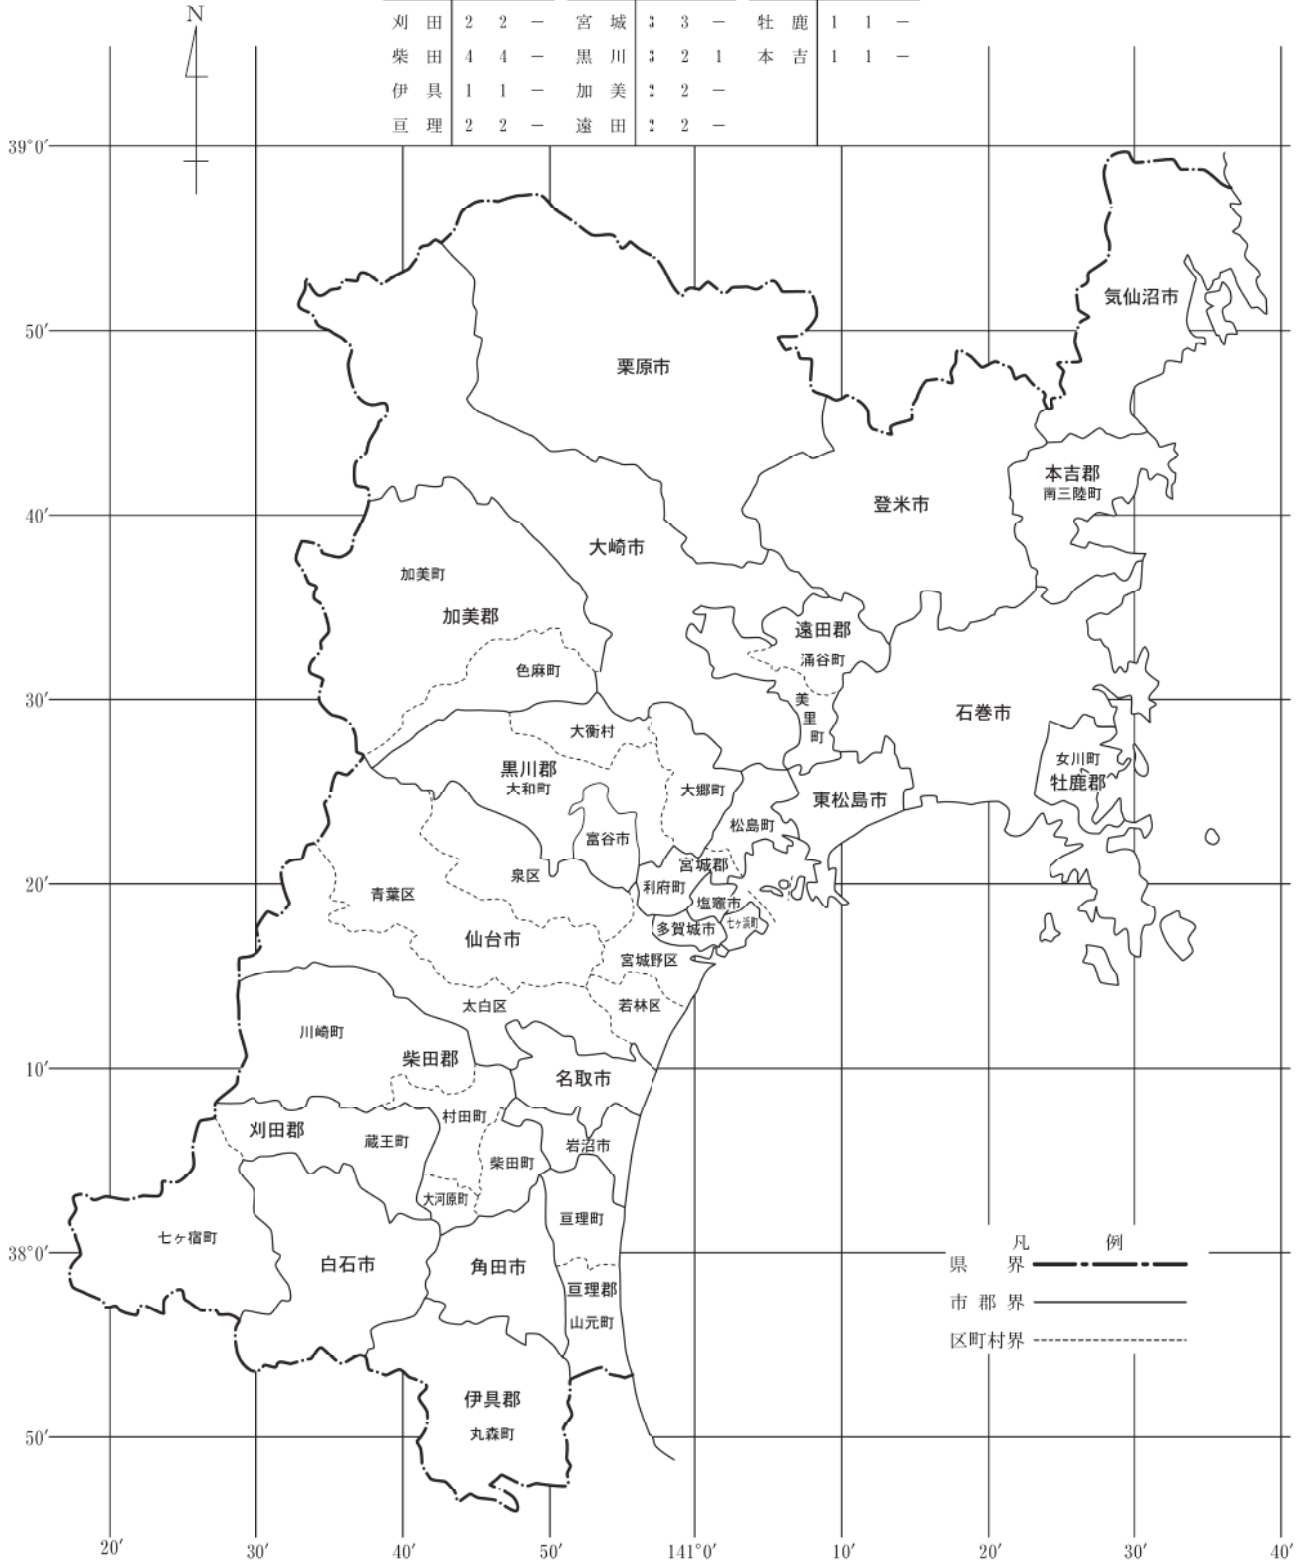 N
刈田 2 2 － 宮城 3 3 － 牡鹿 1 1 －
柴田 4 4 － 黒川 3 2 1 本吉 1 1 －
伊具 1 1 － 加美 2 2 －
亘理 2 2 － 遠田 2 2 －
39°0′
気仙沼市
50′
栗原市
本吉郡
南三陸町
登米市
40′
大崎市
加美町
加美郡
遠田郡
涌谷町
色麻町
30′
美里町
石巻市
大衡村
女川町
黒川郡
牡鹿郡
大和町
大郷町
東松島市
松島町
富谷市
宮城郡
泉区
20′
利府町
青葉区
塩竈市
七ヶ浜町
多賀城市
仙台市
宮城野区
太白区
若林区
川崎町
柴田郡
10′
名取市
村田町
刈田郡
蔵王町
岩沼市
柴田町
大河原町
亘理町
七ヶ宿町
凡例
38°0′
白石市
角田市
県界
亘理郡
市郡界
山元町
区町村界
伊具郡
丸森町
50′
20′ 30′ 40′ 50′ 141°0′ 10′ 20′ 30′ 40′